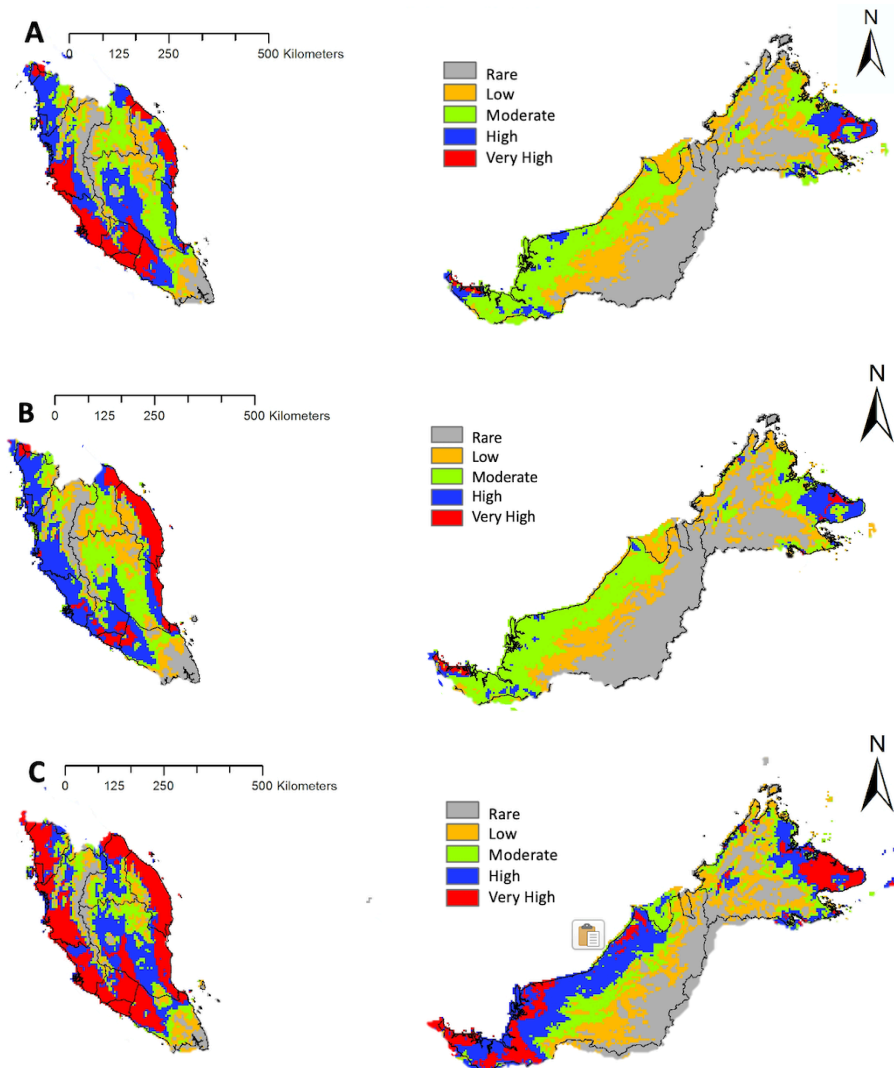 A
0 125 250 500 Kilometers
N
Rare
Low
Moderate
High
Very High
B
0 125 250 500 Kilometers
N
Rare
Low
Moderate
High
Very High
C
0 125 250 500 Kilometers
N
Rare
Low
Moderate
High
Very High